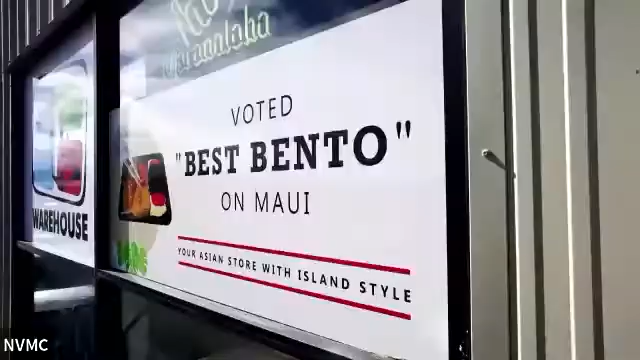 VOTED
"BEST BENTO"
ON MAUI
YOUR ASIAN STORE WITH ISLAND STYLE
WAREHOUSE
NVMC